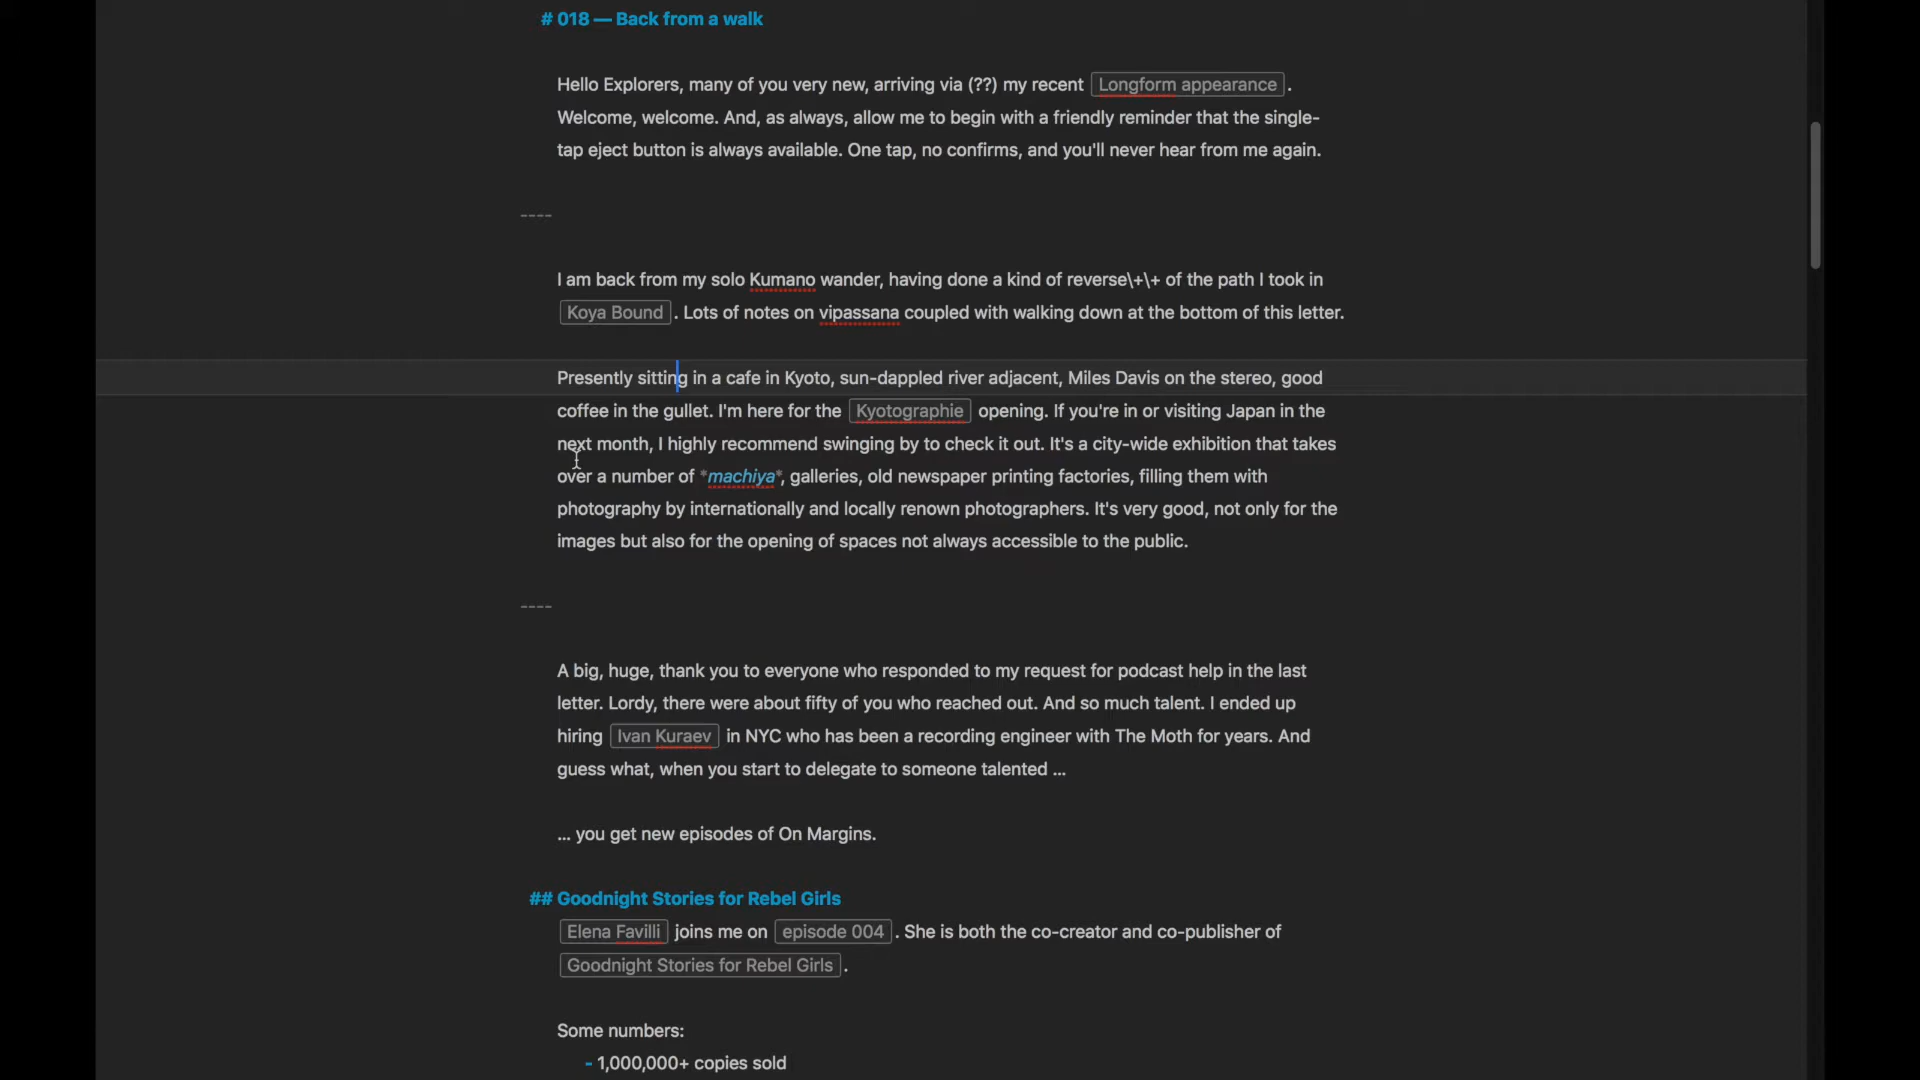 # 018 — Back from a walk
Hello Explorers, many of you very new, arriving via (??) my recent Longform appearance .
Welcome, welcome. And, as always, allow me to begin with a friendly reminder that the single-
tap eject button is always available. One tap, no confirms, and you'll never hear from me again.
----
I am back from my solo Kumano wander, having done a kind of reverse\+\+ of the path I took in
Koya Bound . Lots of notes on vipassana coupled with walking down at the bottom of this letter.
Presently sitting in a cafe in Kyoto, sun-dappled river adjacent, Miles Davis on the stereo, good
coffee in the gullet. I'm here for the Kyotographie opening. If you're in or visiting Japan in the
next month, I highly recommend swinging by to check it out. It's a city-wide exhibition that takes
over a number of *machiya*, galleries, old newspaper printing factories, filling them with
photography by internationally and locally renown photographers. It's very good, not only for the
images but also for the opening of spaces not always accessible to the public.
----
A big, huge, thank you to everyone who responded to my request for podcast help in the last
letter. Lordy, there were about fifty of you who reached out. And so much talent. I ended up
hiring Ivan Kuraev in NYC who has been a recording engineer with The Moth for years. And
guess what, when you start to delegate to someone talented ...
... you get new episodes of On Margins.
## Goodnight Stories for Rebel Girls
Elena Favilli joins me on episode 004 . She is both the co-creator and co-publisher of
Goodnight Stories for Rebel Girls .
Some numbers:
- 1,000,000+ copies sold